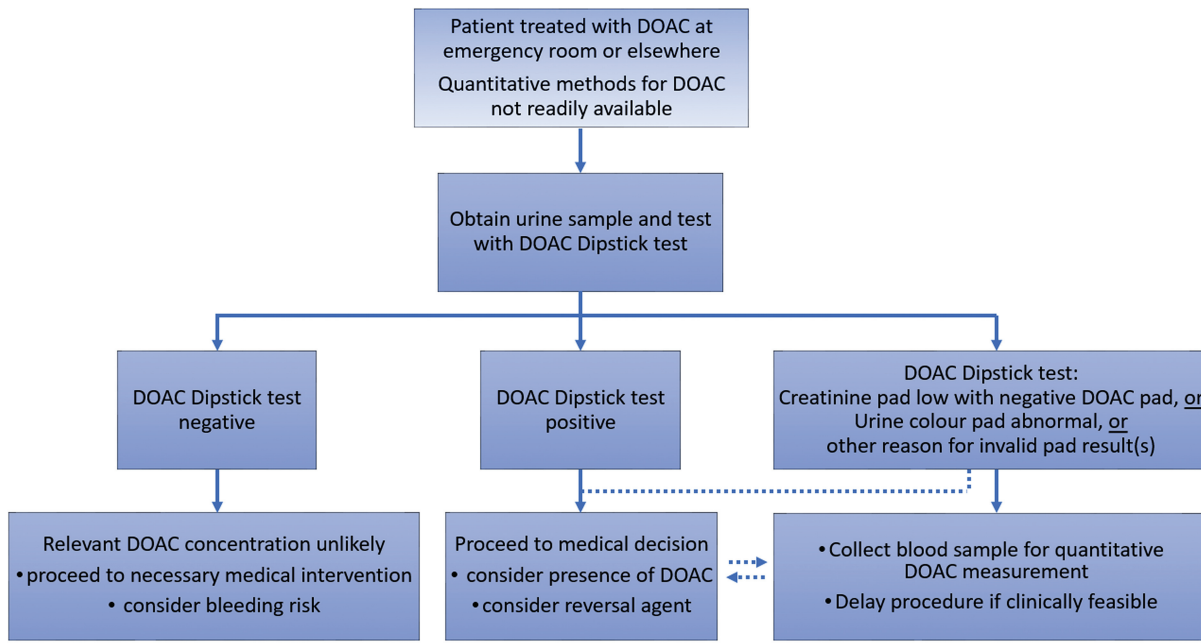 Patient treated with DOAC at
emergency room or elsewhere
Quantitative methods for DOAC
not readily available
Obtain urine sample and test
with DOAC Dipstick test
DOAC Dipstick test
negative
DOAC Dipstick test
positive
DOAC Dipstick test:
Creatinine pad low with negative DOAC pad, or
Urine colour pad abnormal, or
other reason for invalid pad result(s)
Relevant DOAC concentration unlikely
•proceed to necessary medical intervention
•consider bleeding risk
Proceed to medical decision
•consider presence of DOAC
•consider reversal agent
•Collect blood sample for quantitative
DOAC measurement
•Delay procedure if clinically feasible